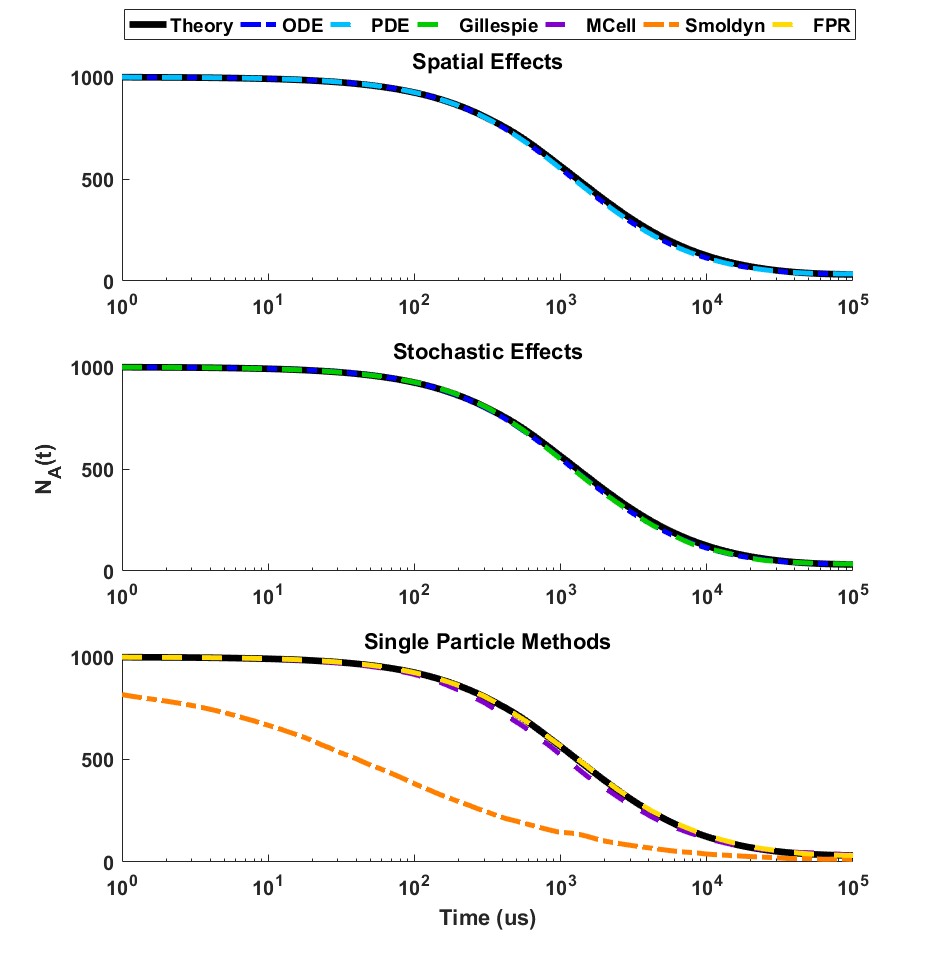 Theory ODE PDE Gillespie MCell Smoldyn FPR
Spatial Effects
1000
500
0
10^0 10^1 10^2 10^3 10^4 10^5
Stochastic Effects
1000
500
0
N_A(t)
10^0 10^1 10^2 10^3 10^4 10^5
Single Particle Methods
1000
500
0
10^0 10^1 10^2 10^3 10^4 10^5
Time (us)